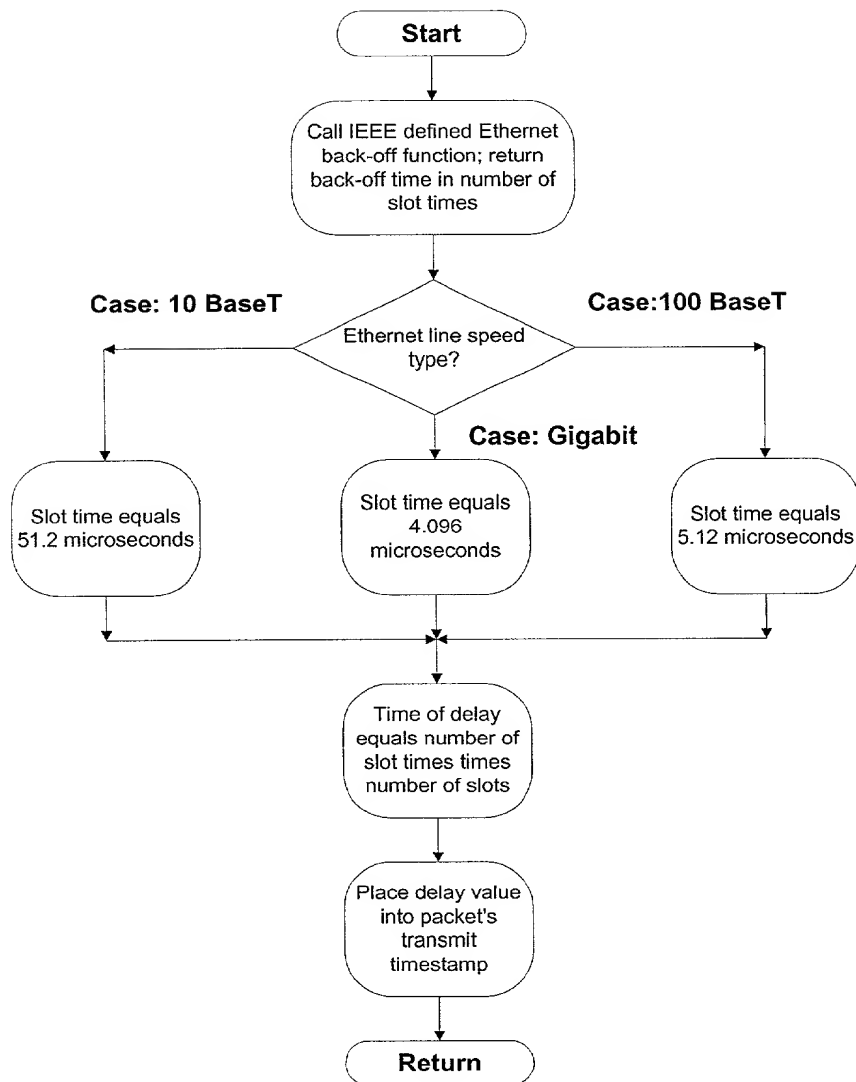 Start
Call IEEE defined Ethernet
back-off function; return
back-off time in number of
slot times
Case: 10 BaseT
Case:100 BaseT
Ethernet line speed
type?
Case: Gigabit
Slot time equals
51.2 microseconds
Slot time equals
4.096
microseconds
Slot time equals
5.12 microseconds
Time of delay
equals number of
slot times times
number of slots
Place delay value
into packet's
transmit
timestamp
Return